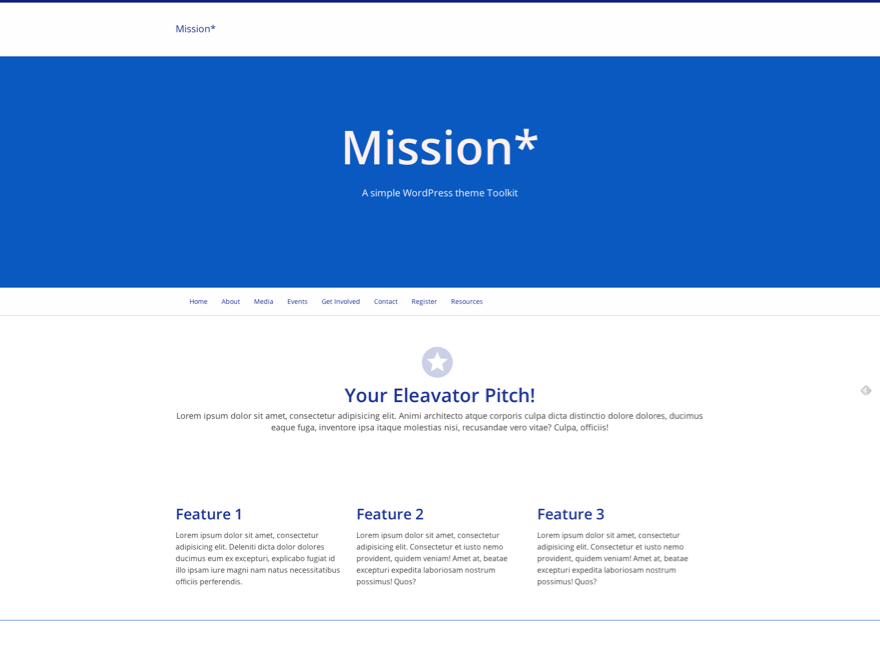 Mission*
Mission*
A simple WordPress theme Toolkit
Home About Media Events Get Involved Contact Register Resources
Your Eleavator Pitch!
Lorem ipsum dolor sit amet, consectetur adipisicing elit. Animi architecto atque corporis culpa dicta distinctio dolore dolores, ducimus
eaque fuga, inventore ipsa itaque molestias nisi, recusandae vero vitae? Culpa, officiis!
Feature 1
Lorem ipsum dolor sit amet, consectetur
adipisicing elit. Deleniti dicta dolor dolores
ducimus eum ex excepturi, explicabo fugiat id
illo ipsam iure magni nam natus necessitatibus
officiis perferendis.
Feature 2
Lorem ipsum dolor sit amet, consectetur
adipisicing elit. Consectetur et iusto nemo
provident, quidem veniam! Amet at, beatae
excepturi expedita laboriosam nostrum
possimus! Quos?
Feature 3
Lorem ipsum dolor sit amet, consectetur
adipisicing elit. Consectetur et iusto nemo
provident, quidem veniam! Amet at, beatae
excepturi expedita laboriosam nostrum
possimus! Quos?